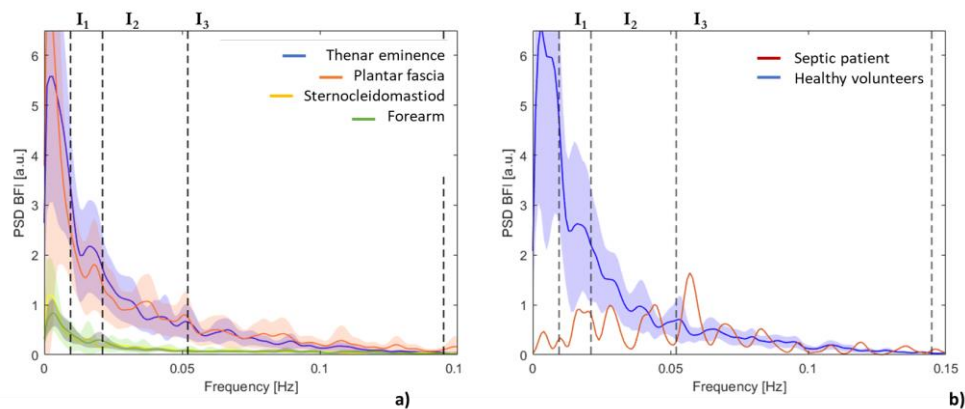 I1 I2 I3
Thenar eminence
Plantar fascia
Sternocleidomastiod
Forearm
PSD BFI [a.u.]
6
5
4
3
2
1
0
0 0.05 0.1 0.1
Frequency [Hz]
a)
I1 I2 I3
Septic patient
Healthy volunteers
PSD BFI [a.u.]
6
5
4
3
2
1
0
0 0.05 0.1 0.15
Frequency [Hz]
b)